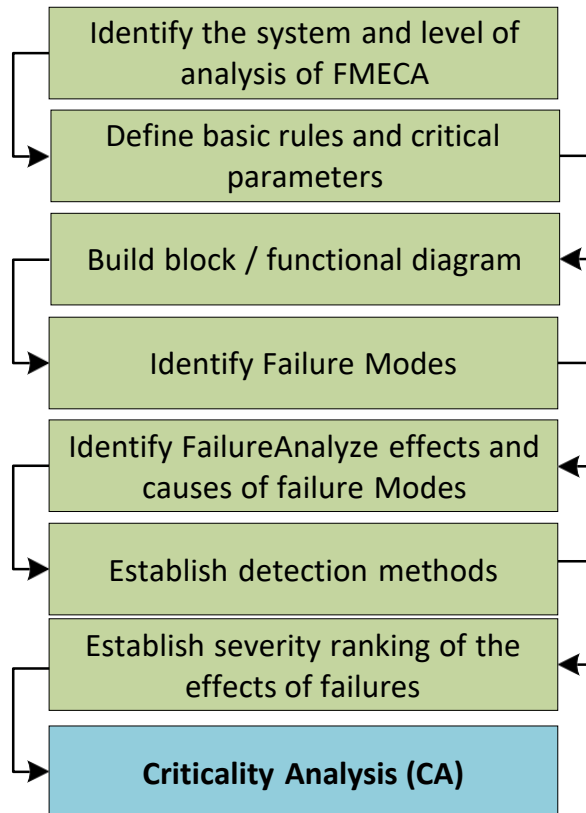 Identify the system and level of
analysis of FMECA
Define basic rules and critical
parameters
Build block / functional diagram
Identify Failure Modes
Identify FailureAnalyze effects and
causes of failure Modes
Establish detection methods
Establish severity ranking of the
effects of failures
Criticality Analysis (CA)